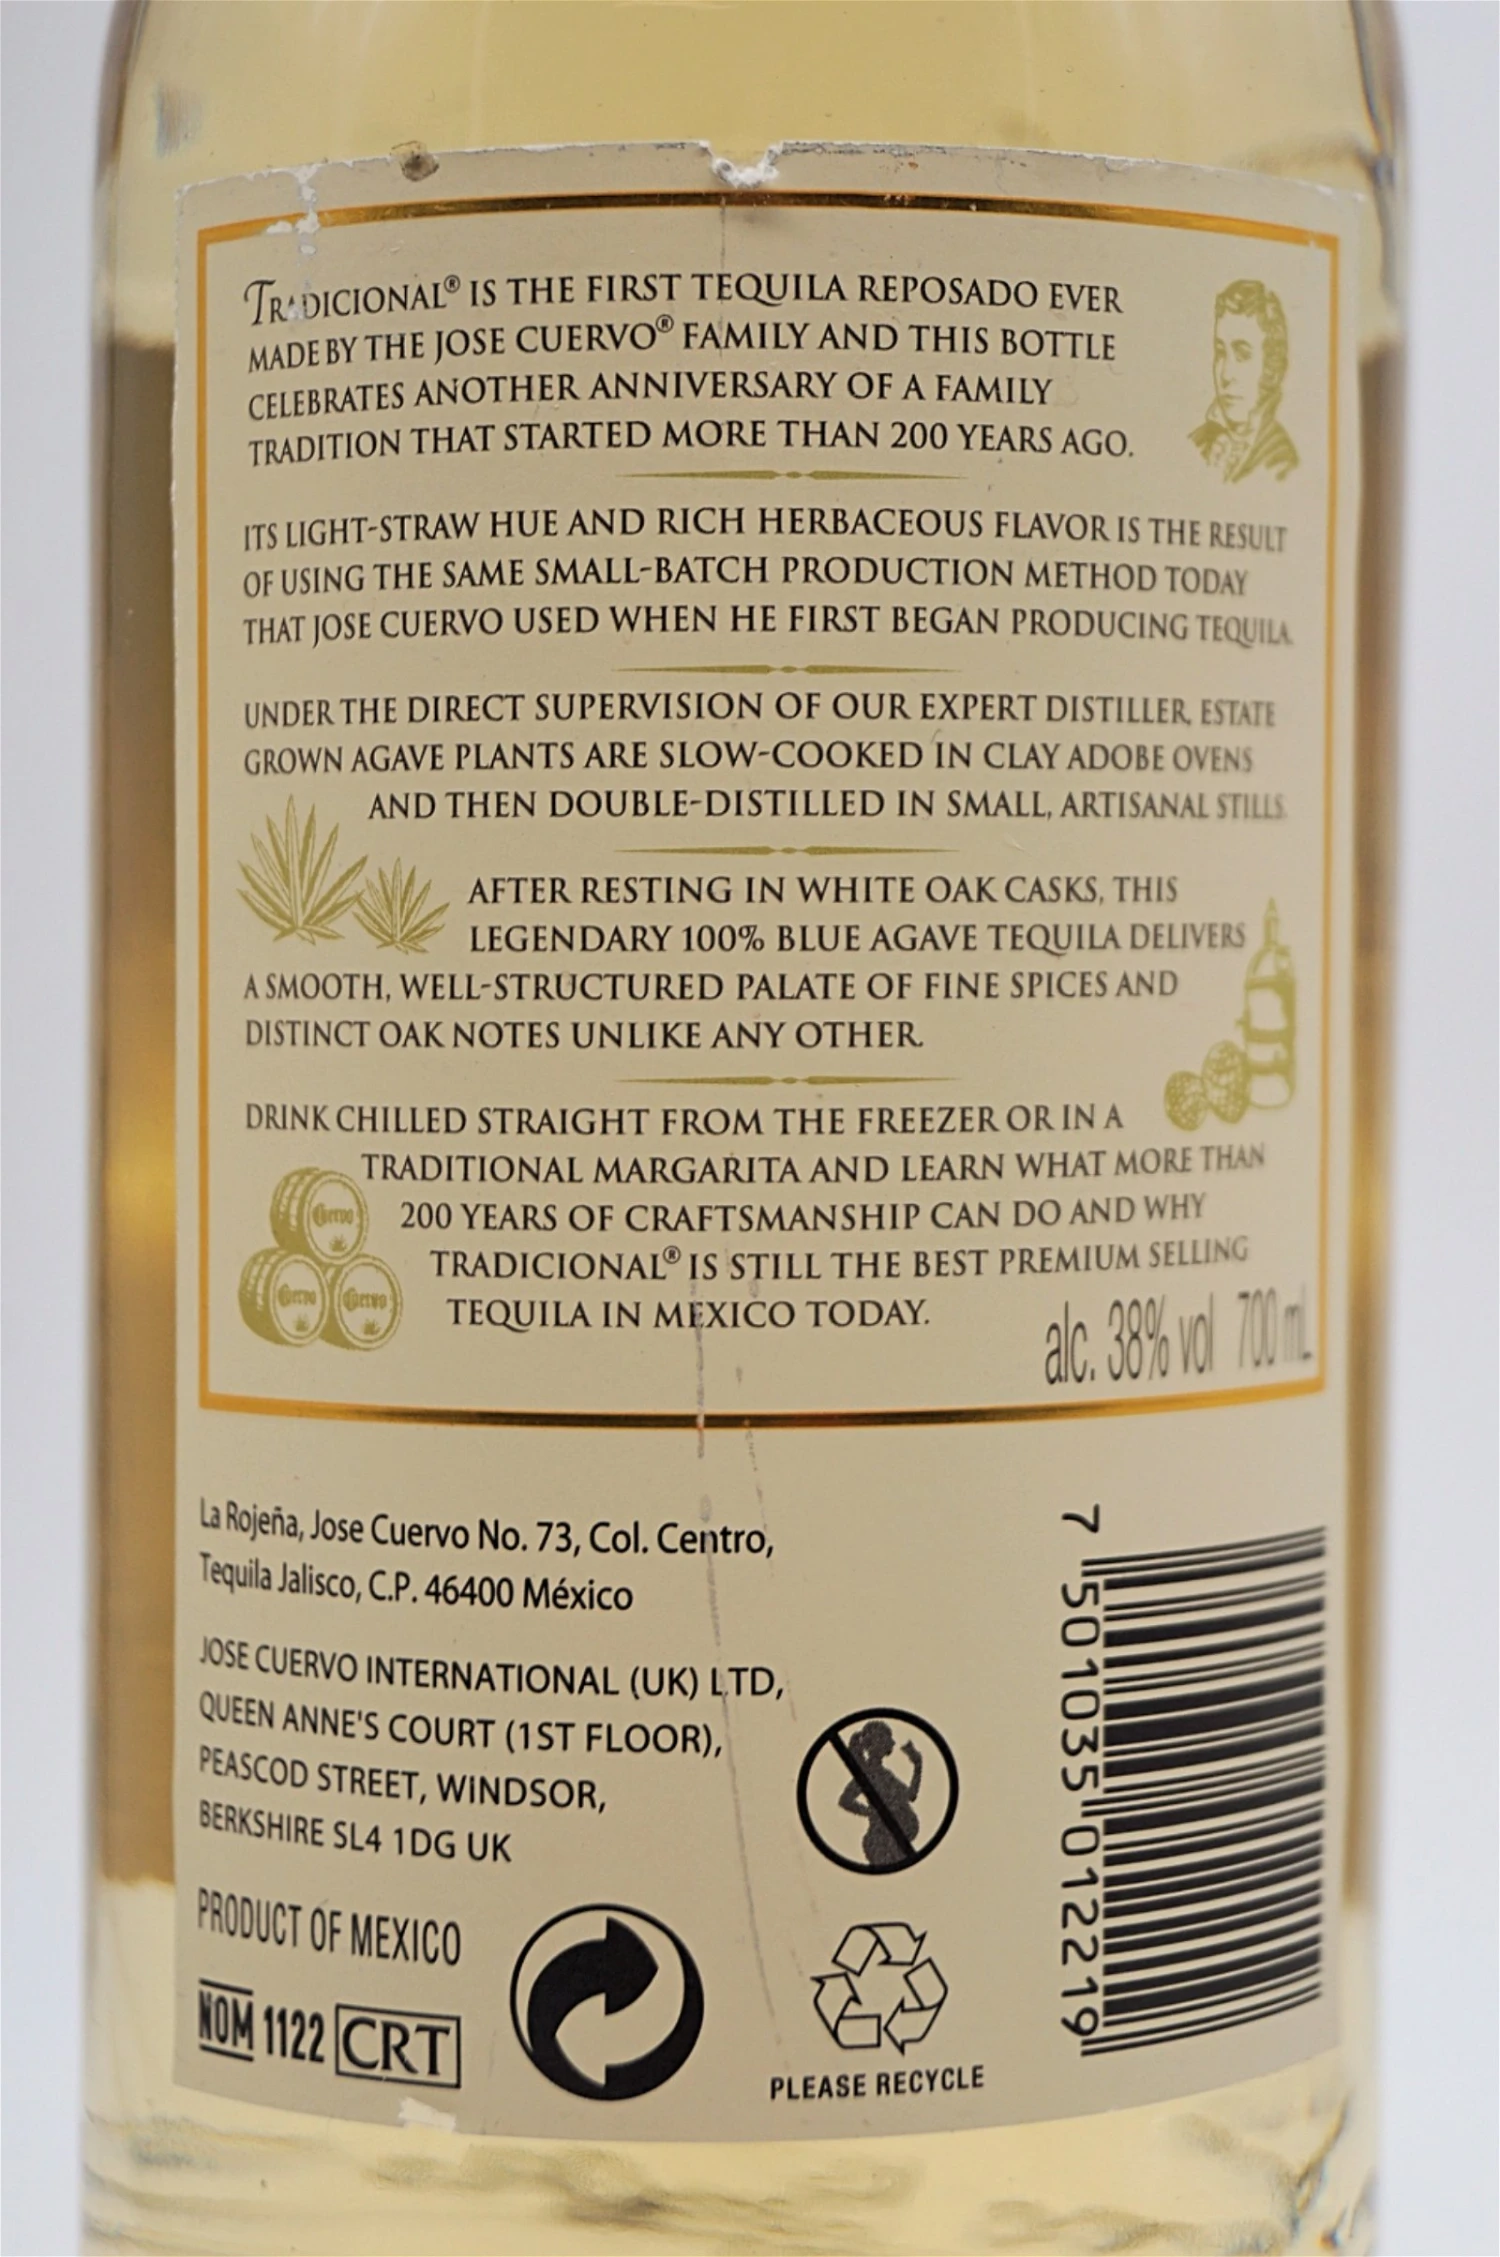 TRADICIONAL® IS THE FIRST TEQUILA REPOSADO EVER
MADE BY THE JOSE CUERVO® FAMILY AND THIS BOTTLE
CELEBRATES ANOTHER ANNIVERSARY OF A FAMILY
TRADITION THAT STARTED MORE THAN 200 YEARS AGO.
ITS LIGHT-STRAW HUE AND RICH HERBACEOUS FLAVOR IS THE RESULT
OF USING THE SAME SMALL-BATCH PRODUCTION METHOD TODAY
THAT JOSE CUERVO USED WHEN HE FIRST BEGAN PRODUCING TEQUILA.
UNDER THE DIRECT SUPERVISION OF OUR EXPERT DISTILLER, ESTATE
GROWN AGAVE PLANTS ARE SLOW-COOKED IN CLAY ADOBE OVENS
AND THEN DOUBLE-DISTILLED IN SMALL, ARTISANAL STILLS.
AFTER RESTING IN WHITE OAK CASKS, THIS
LEGENDARY 100% BLUE AGAVE TEQUILA DELIVERS
A SMOOTH, WELL-STRUCTURED PALATE OF FINE SPICES AND
DISTINCT OAK NOTES UNLIKE ANY OTHER.
DRINK CHILLED STRAIGHT FROM THE FREEZER OR IN A
TRADITIONAL MARGARITA AND LEARN WHAT MORE THAN
200 YEARS OF CRAFTSMANSHIP CAN DO AND WHY
TRADICIONAL® IS STILL THE BEST PREMIUM SELLING
TEQUILA IN MEXICO TODAY.
Cuervo
Cuervo Cuervo
alc. 38% vol 700 mL
La Rojeña, Jose Cuervo No. 73, Col. Centro,
Tequila Jalisco, C.P. 46400 México
JOSE CUERVO INTERNATIONAL (UK) LTD,
QUEEN ANNE'S COURT (1ST FLOOR),
PEASCOD STREET, WINDSOR,
BERKSHIRE SL4 1DG UK
PRODUCT OF MEXICO
NOM 1122 CRT
PLEASE RECYCLE
7 501035 012219